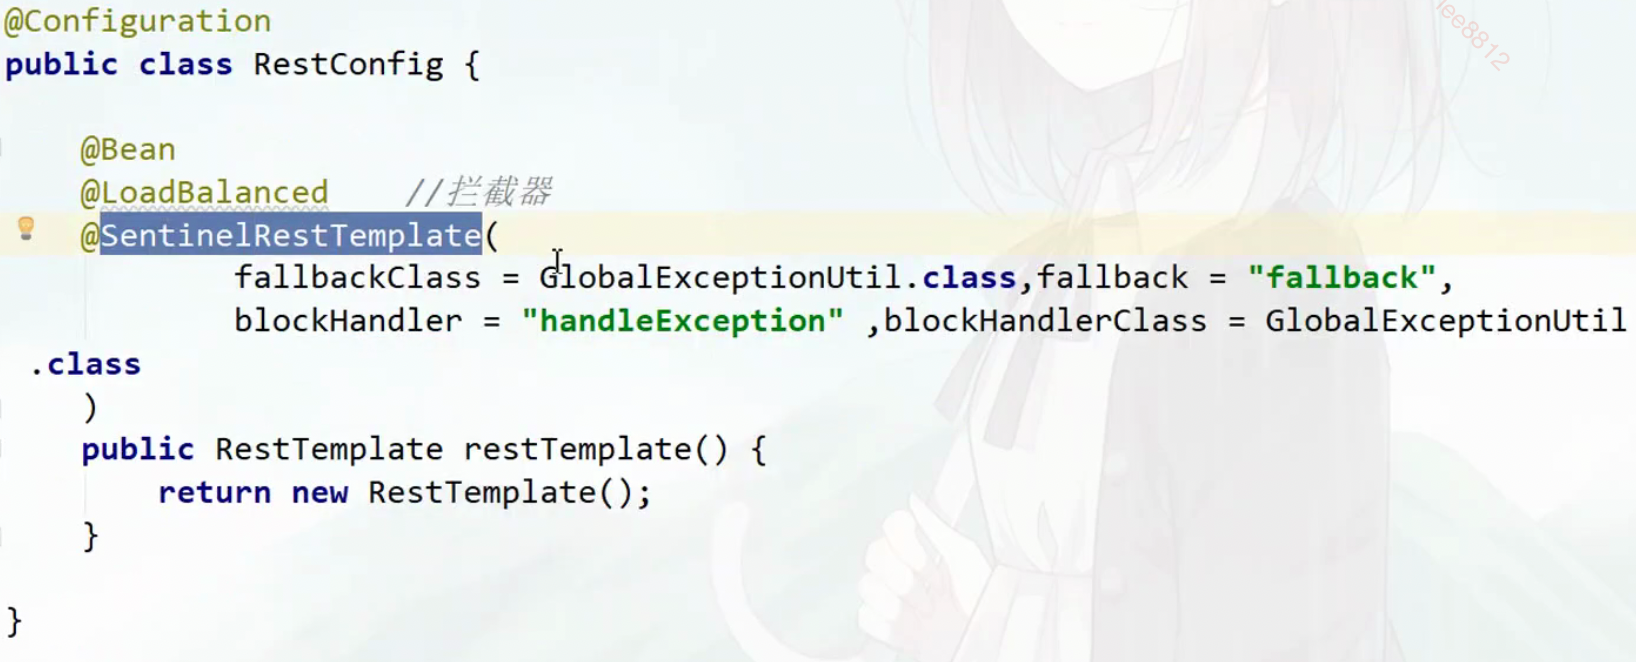 @Configuration
public class RestConfig {
@Bean
@LoadBalanced //拦截器
@SentinelRestTemplate(
fallbackClass = GlobalExceptionUtil.class,fallback = "fallback",
blockHandler = "handleException" ,blockHandlerClass = GlobalExceptionUtil
.class
)
public RestTemplate restTemplate() {
return new RestTemplate();
}
}